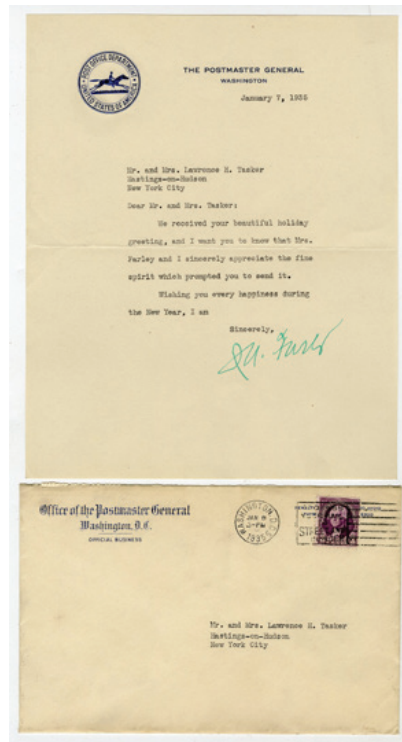 POST OFFICE DEPARTMENT
UNITED STATES OF AMERICA
THE POSTMASTER GENERAL
WASHINGTON
January 7, 1935
Mr. and Mrs. Lawrence H. Tasker
Hastings-on-Hudson
New York City
Dear Mr. and Mrs. Tasker:
We received your beautiful holiday
greeting, and I want you to know that Mrs.
Farley and I sincerely appreciate the fine
spirit which prompted you to send it.
Wishing you every happiness during
the New Year, I am
Sincerely,
Office of the Postmaster General
Washington, D.C.
OFFICIAL BUSINESS
WASHINGTON, D.C.
1935
Mr. and Mrs. Lawrence H. Tasker
Hastings-on-Hudson
New York City